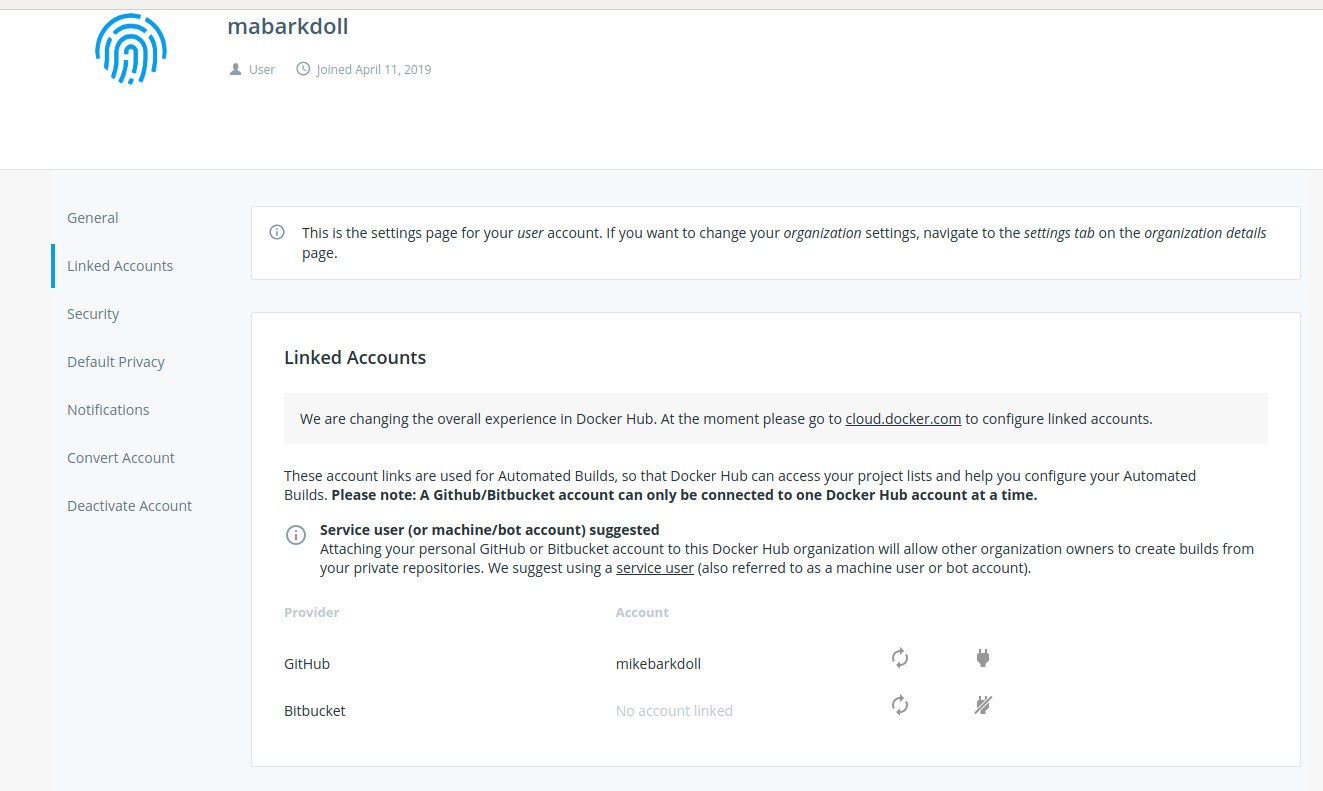 mabarkdoll
User
Joined April 11, 2019
General
Linked Accounts
Security
Default Privacy
Notifications
Convert Account
Deactivate Account
This is the settings page for your user account. If you want to change your organization settings, navigate to the settings tab on the organization details
page.
Linked Accounts
We are changing the overall experience in Docker Hub. At the moment please go to cloud.docker.com to configure linked accounts.
These account links are used for Automated Builds, so that Docker Hub can access your project lists and help you configure your Automated
Builds. Please note: A Github/Bitbucket account can only be connected to one Docker Hub account at a time.
Service user (or machine/bot account) suggested
Attaching your personal GitHub or Bitbucket account to this Docker Hub organization will allow other organization owners to create builds from
your private repositories. We suggest using a service user (also referred to as a machine user or bot account).
Provider Account
GitHub mikebarkdoll
Bitbucket No account linked